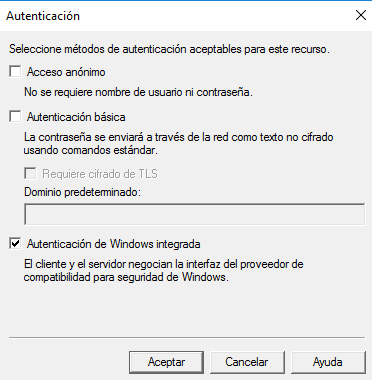 Autenticación
Seleccione métodos de autenticación aceptables para este recurso.
Acceso anónimo
No se requiere nombre de usuario ni contraseña.
Autenticación básica
La contraseña se enviará a través de la red como texto no cifrado
usando comandos estándar.
Requiere cifrado de TLS
Dominio predeterminado:
Autenticación de Windows integrada
El cliente y el servidor negocian la interfaz del proveedor de
compatibilidad para seguridad de Windows.
Aceptar
Cancelar
Ayuda